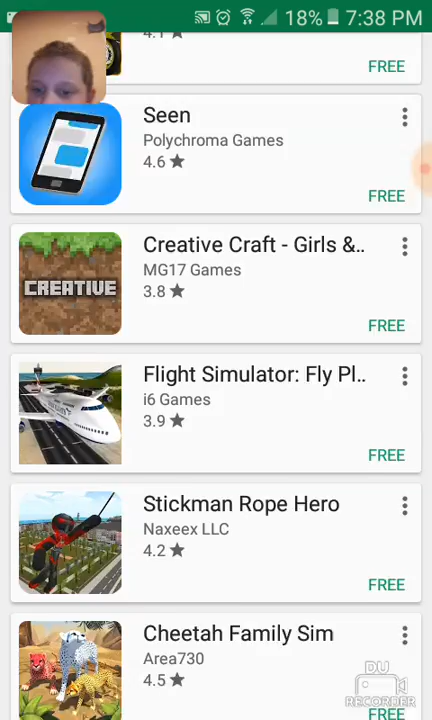 18% 7:38 PM
4.1 ★
FREE
Seen
Polychroma Games
4.6 ★
FREE
CREATIVE
Creative Craft - Girls &..
MG17 Games
3.8 ★
FREE
Flight Simulator: Fly Pl..
i6 Games
3.9 ★
FREE
Stickman Rope Hero
Naxeex LLC
4.2 ★
FREE
Cheetah Family Sim
Area730
4.5 ★
FREE
DU
RECORDER